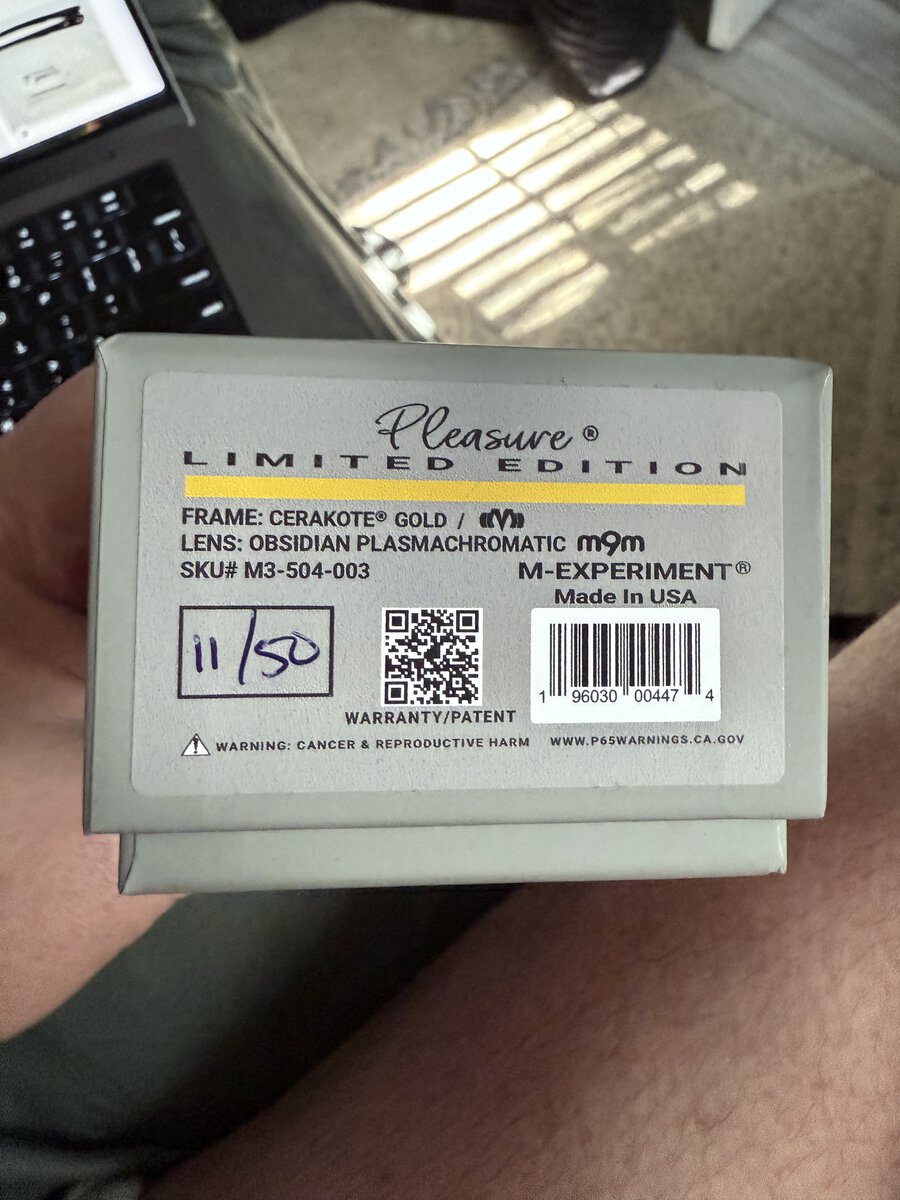 Pleasure ®
LIMITED EDITION
FRAME: CERAKOTE® GOLD / ((M))
LENS: OBSIDIAN PLASMACHROMATIC m9m
SKU# M3-504-003
M-EXPERIMENT®
Made In USA
11/50
1 96030 00447 4
WARRANTY/PATENT
WARNING: CANCER & REPRODUCTIVE HARM WWW.P65WARNINGS.CA.GOV